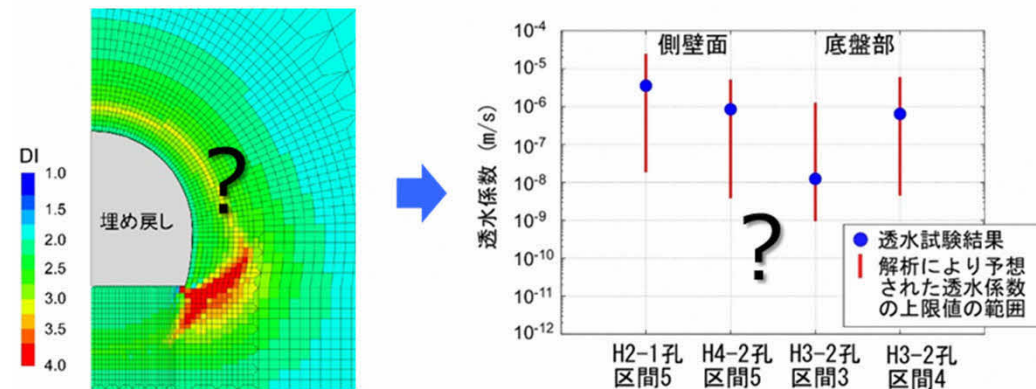 DI
1.0
1.5
2.0
2.5
3.0
3.5
4.0
埋め戻し
?
透水係数 (m/s)
10-4
10-5
10-6
10-7
10-8
10-9
10-10
10-11
10-12
側壁面
底盤部
?
透水試験結果
解析により予想
された透水係数
の上限値の範囲
H2-1孔
区間5
H4-2孔
区間5
H3-2孔
区間3
H3-2孔
区間4